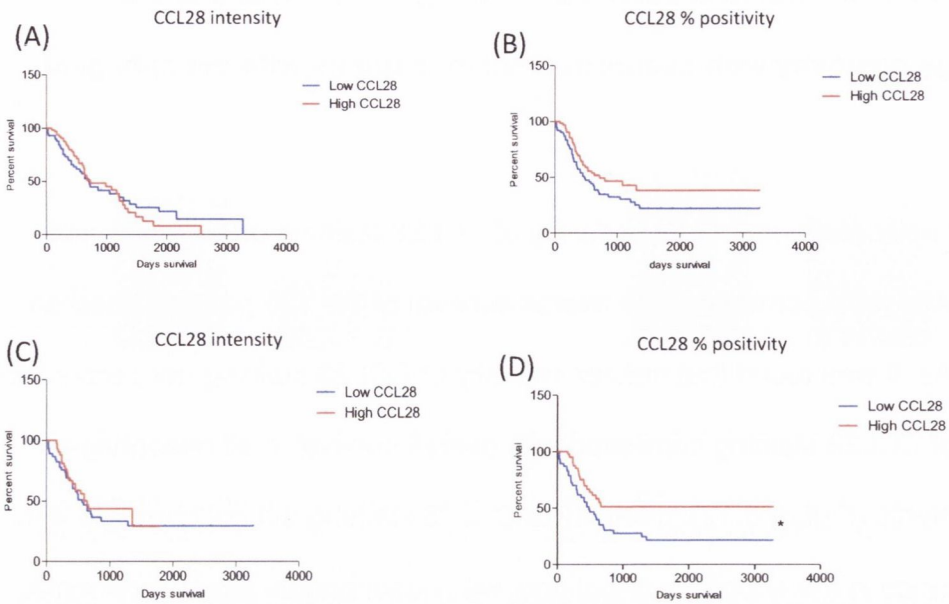 CCL28 intensity
(A)
150
100
50
0
Percent survival
0 1000 2000 3000 4000
Days survival
Low CCL28
High CCL28
CCL28 % positivity
(B)
150
100
50
0
Percent survival
0 1000 2000 3000 4000
days survival
Low CCL28
High CCL28
CCL28 intensity
(C)
150
100
50
0
Percent survival
0 1000 2000 3000 4000
Days survival
Low CCL28
High CCL28
CCL28 % positivity
(D)
150
100
50
0
Percent survival
0 1000 2000 3000 4000
Days survival
Low CCL28
High CCL28
*